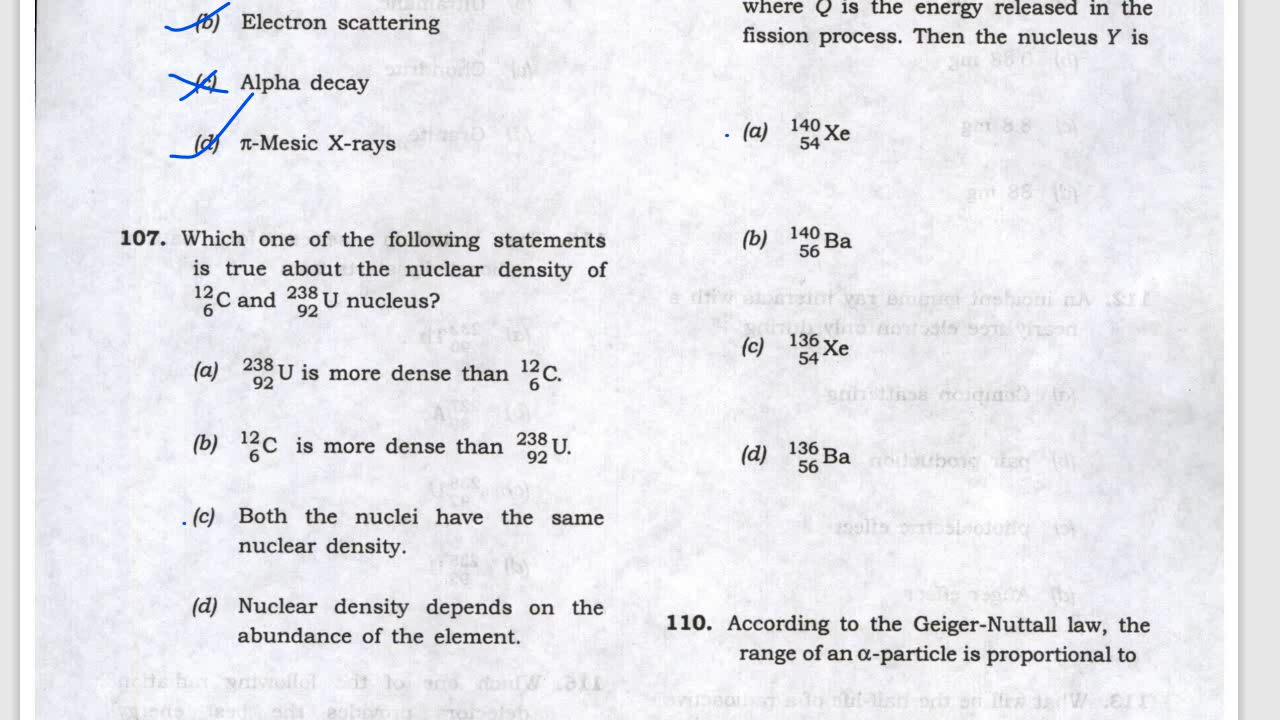 (b) Electron scattering
(c) Alpha decay
(d) π-Mesic X-rays
107. Which one of the following statements
is true about the nuclear density of
¹²₆C and ²³⁸₉₂U nucleus?
(a) ²³⁸₉₂U is more dense than ¹²₆C.
(b) ¹²₆C is more dense than ²³⁸₉₂U.
(c) Both the nuclei have the same
nuclear density.
(d) Nuclear density depends on the
abundance of the element.
where Q is the energy released in the
fission process. Then the nucleus Y is
(a) ¹⁴⁰₅₄Xe
(b) ¹⁴⁰₅₆Ba
(c) ¹³⁶₅₄Xe
(d) ¹³⁶₅₆Ba
110. According to the Geiger-Nuttall law, the
range of an α-particle is proportional to